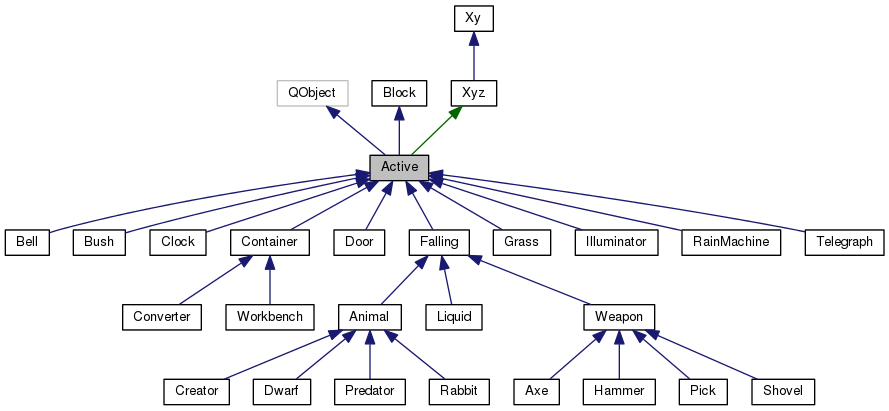 Xy
QObject
Block
Xyz
Active
Bell
Bush
Clock
Container
Door
Falling
Grass
Illuminator
RainMachine
Telegraph
Converter
Workbench
Animal
Liquid
Weapon
Creator
Dwarf
Predator
Rabbit
Axe
Hammer
Pick
Shovel